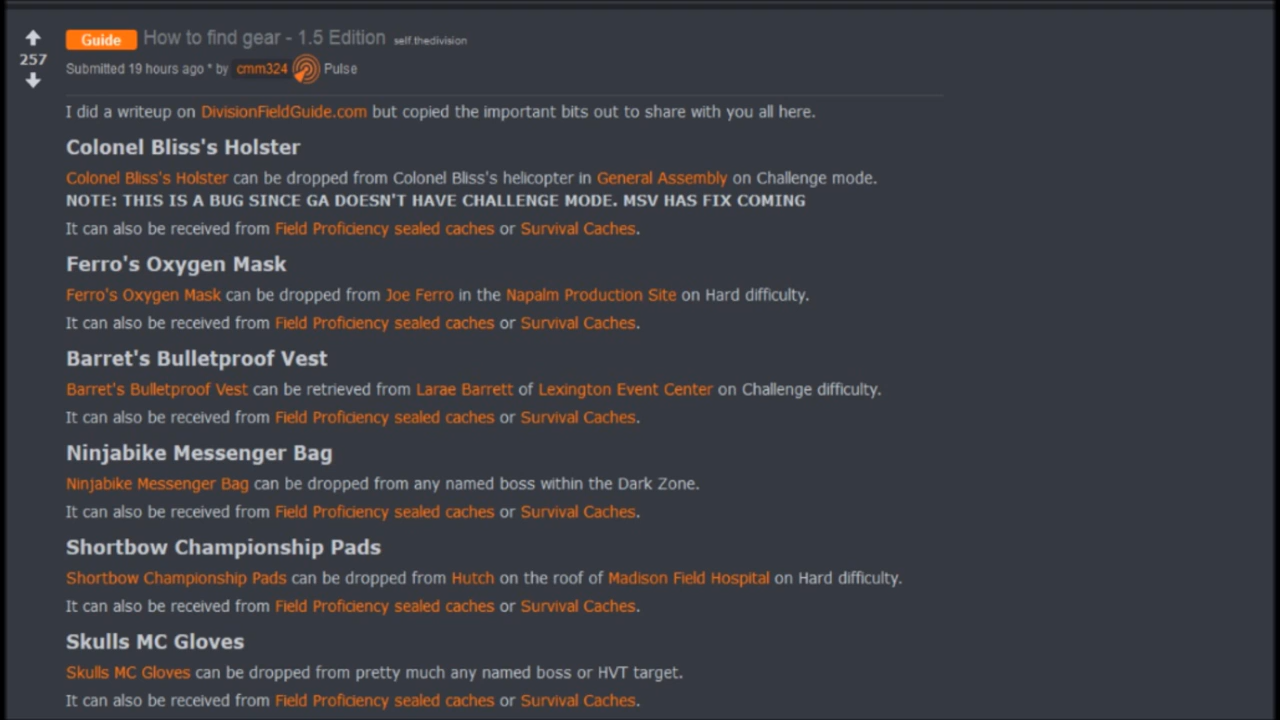 Guide How to find gear - 1.5 Edition self.thedivision
257
Submitted 19 hours ago * by cmm324 Pulse
I did a writeup on DivisionFieldGuide.com but copied the important bits out to share with you all here.
Colonel Bliss's Holster
Colonel Bliss's Holster can be dropped from Colonel Bliss's helicopter in General Assembly on Challenge mode.
NOTE: THIS IS A BUG SINCE GA DOESN'T HAVE CHALLENGE MODE. MSV HAS FIX COMING
It can also be received from Field Proficiency sealed caches or Survival Caches.
Ferro's Oxygen Mask
Ferro's Oxygen Mask can be dropped from Joe Ferro in the Napalm Production Site on Hard difficulty.
It can also be received from Field Proficiency sealed caches or Survival Caches.
Barret's Bulletproof Vest
Barret's Bulletproof Vest can be retrieved from Larae Barrett of Lexington Event Center on Challenge difficulty.
It can also be received from Field Proficiency sealed caches or Survival Caches.
Ninjabike Messenger Bag
Ninjabike Messenger Bag can be dropped from any named boss within the Dark Zone.
It can also be received from Field Proficiency sealed caches or Survival Caches.
Shortbow Championship Pads
Shortbow Championship Pads can be dropped from Hutch on the roof of Madison Field Hospital on Hard difficulty.
It can also be received from Field Proficiency sealed caches or Survival Caches.
Skulls MC Gloves
Skulls MC Gloves can be dropped from pretty much any named boss or HVT target.
It can also be received from Field Proficiency sealed caches or Survival Caches.